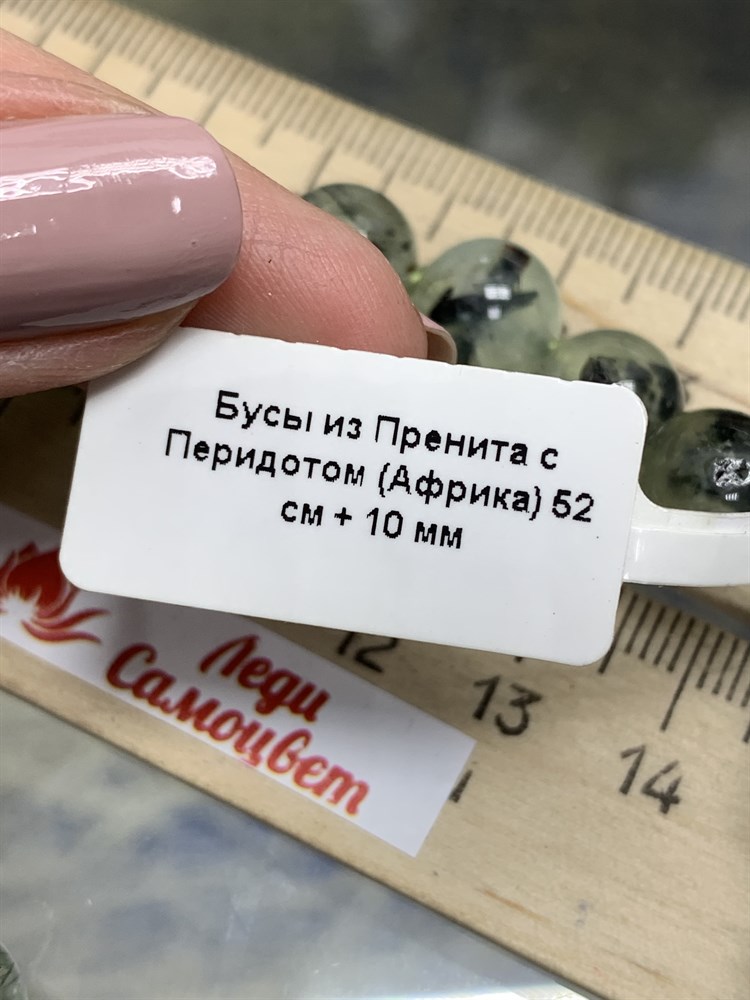 Бусы из Пренита с
Перидотом (Африка) 52
см + 10 мм
Леди
Самоцвет
12
13
14